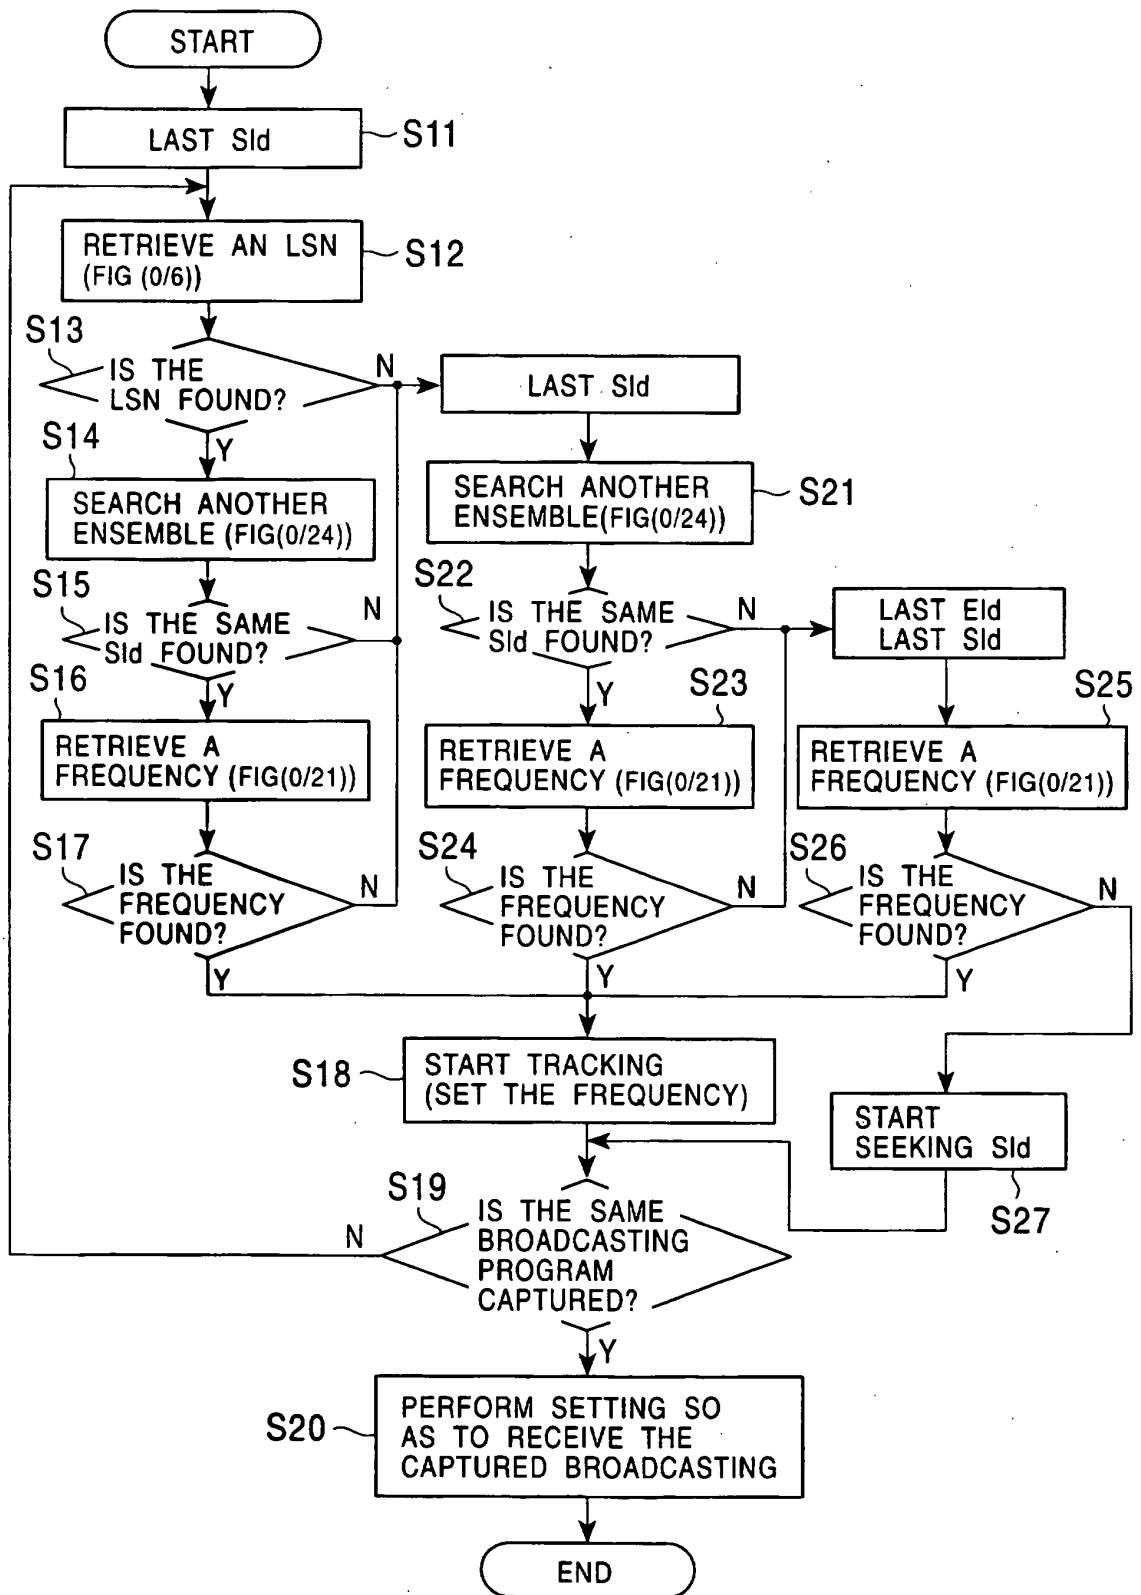 START
LAST SId
S11
RETRIEVE AN LSN
(FIG (0/6))
S12
S13
IS THE
LSN FOUND?
N
Y
LAST SId
S14
SEARCH ANOTHER
ENSEMBLE (FIG(0/24))
SEARCH ANOTHER
ENSEMBLE(FIG(0/24))
S21
S15
IS THE SAME
SId FOUND?
N
Y
S22
IS THE SAME
SId FOUND?
N
Y
LAST EId
LAST SId
S16
RETRIEVE A
FREQUENCY (FIG(0/21))
S23
RETRIEVE A
FREQUENCY (FIG(0/21))
S25
RETRIEVE A
FREQUENCY (FIG(0/21))
S17
IS THE
FREQUENCY
FOUND?
N
Y
S24
IS THE
FREQUENCY
FOUND?
N
Y
S26
IS THE
FREQUENCY
FOUND?
N
Y
S18
START TRACKING
(SET THE FREQUENCY)
START
SEEKING SId
S27
S19
IS THE SAME
BROADCASTING
PROGRAM
CAPTURED?
N
Y
S20
PERFORM SETTING SO
AS TO RECEIVE THE
CAPTURED BROADCASTING
END